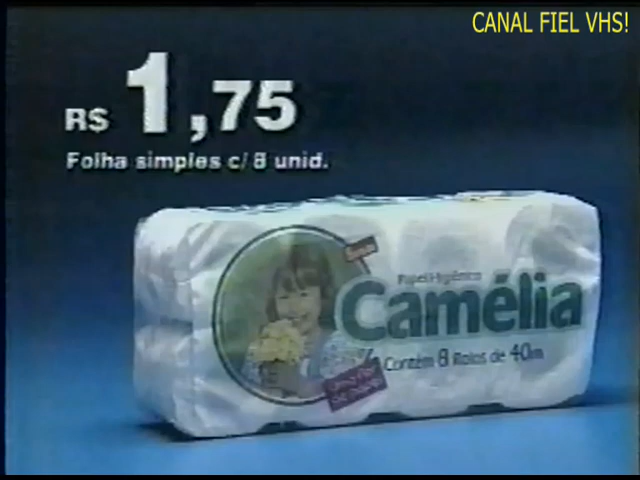 CANAL FIEL VHS!
R$ 1,75
Folha simples c/ 8 unid.
Papel Higiênico
Camélia
Contém 8 Rolos de 40m